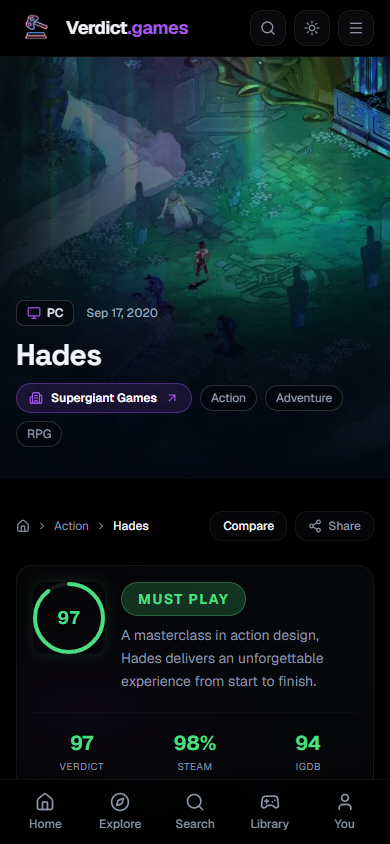 Verdict.games
PC
Sep 17, 2020
Hades
Supergiant Games
Action
Adventure
RPG
Action
Hades
Compare
Share
97
MUST PLAY
A masterclass in action design,
Hades delivers an unforgettable
experience from start to finish.
97
98%
94
VERDICT
STEAM
IGDB
Home
Explore
Search
Library
You